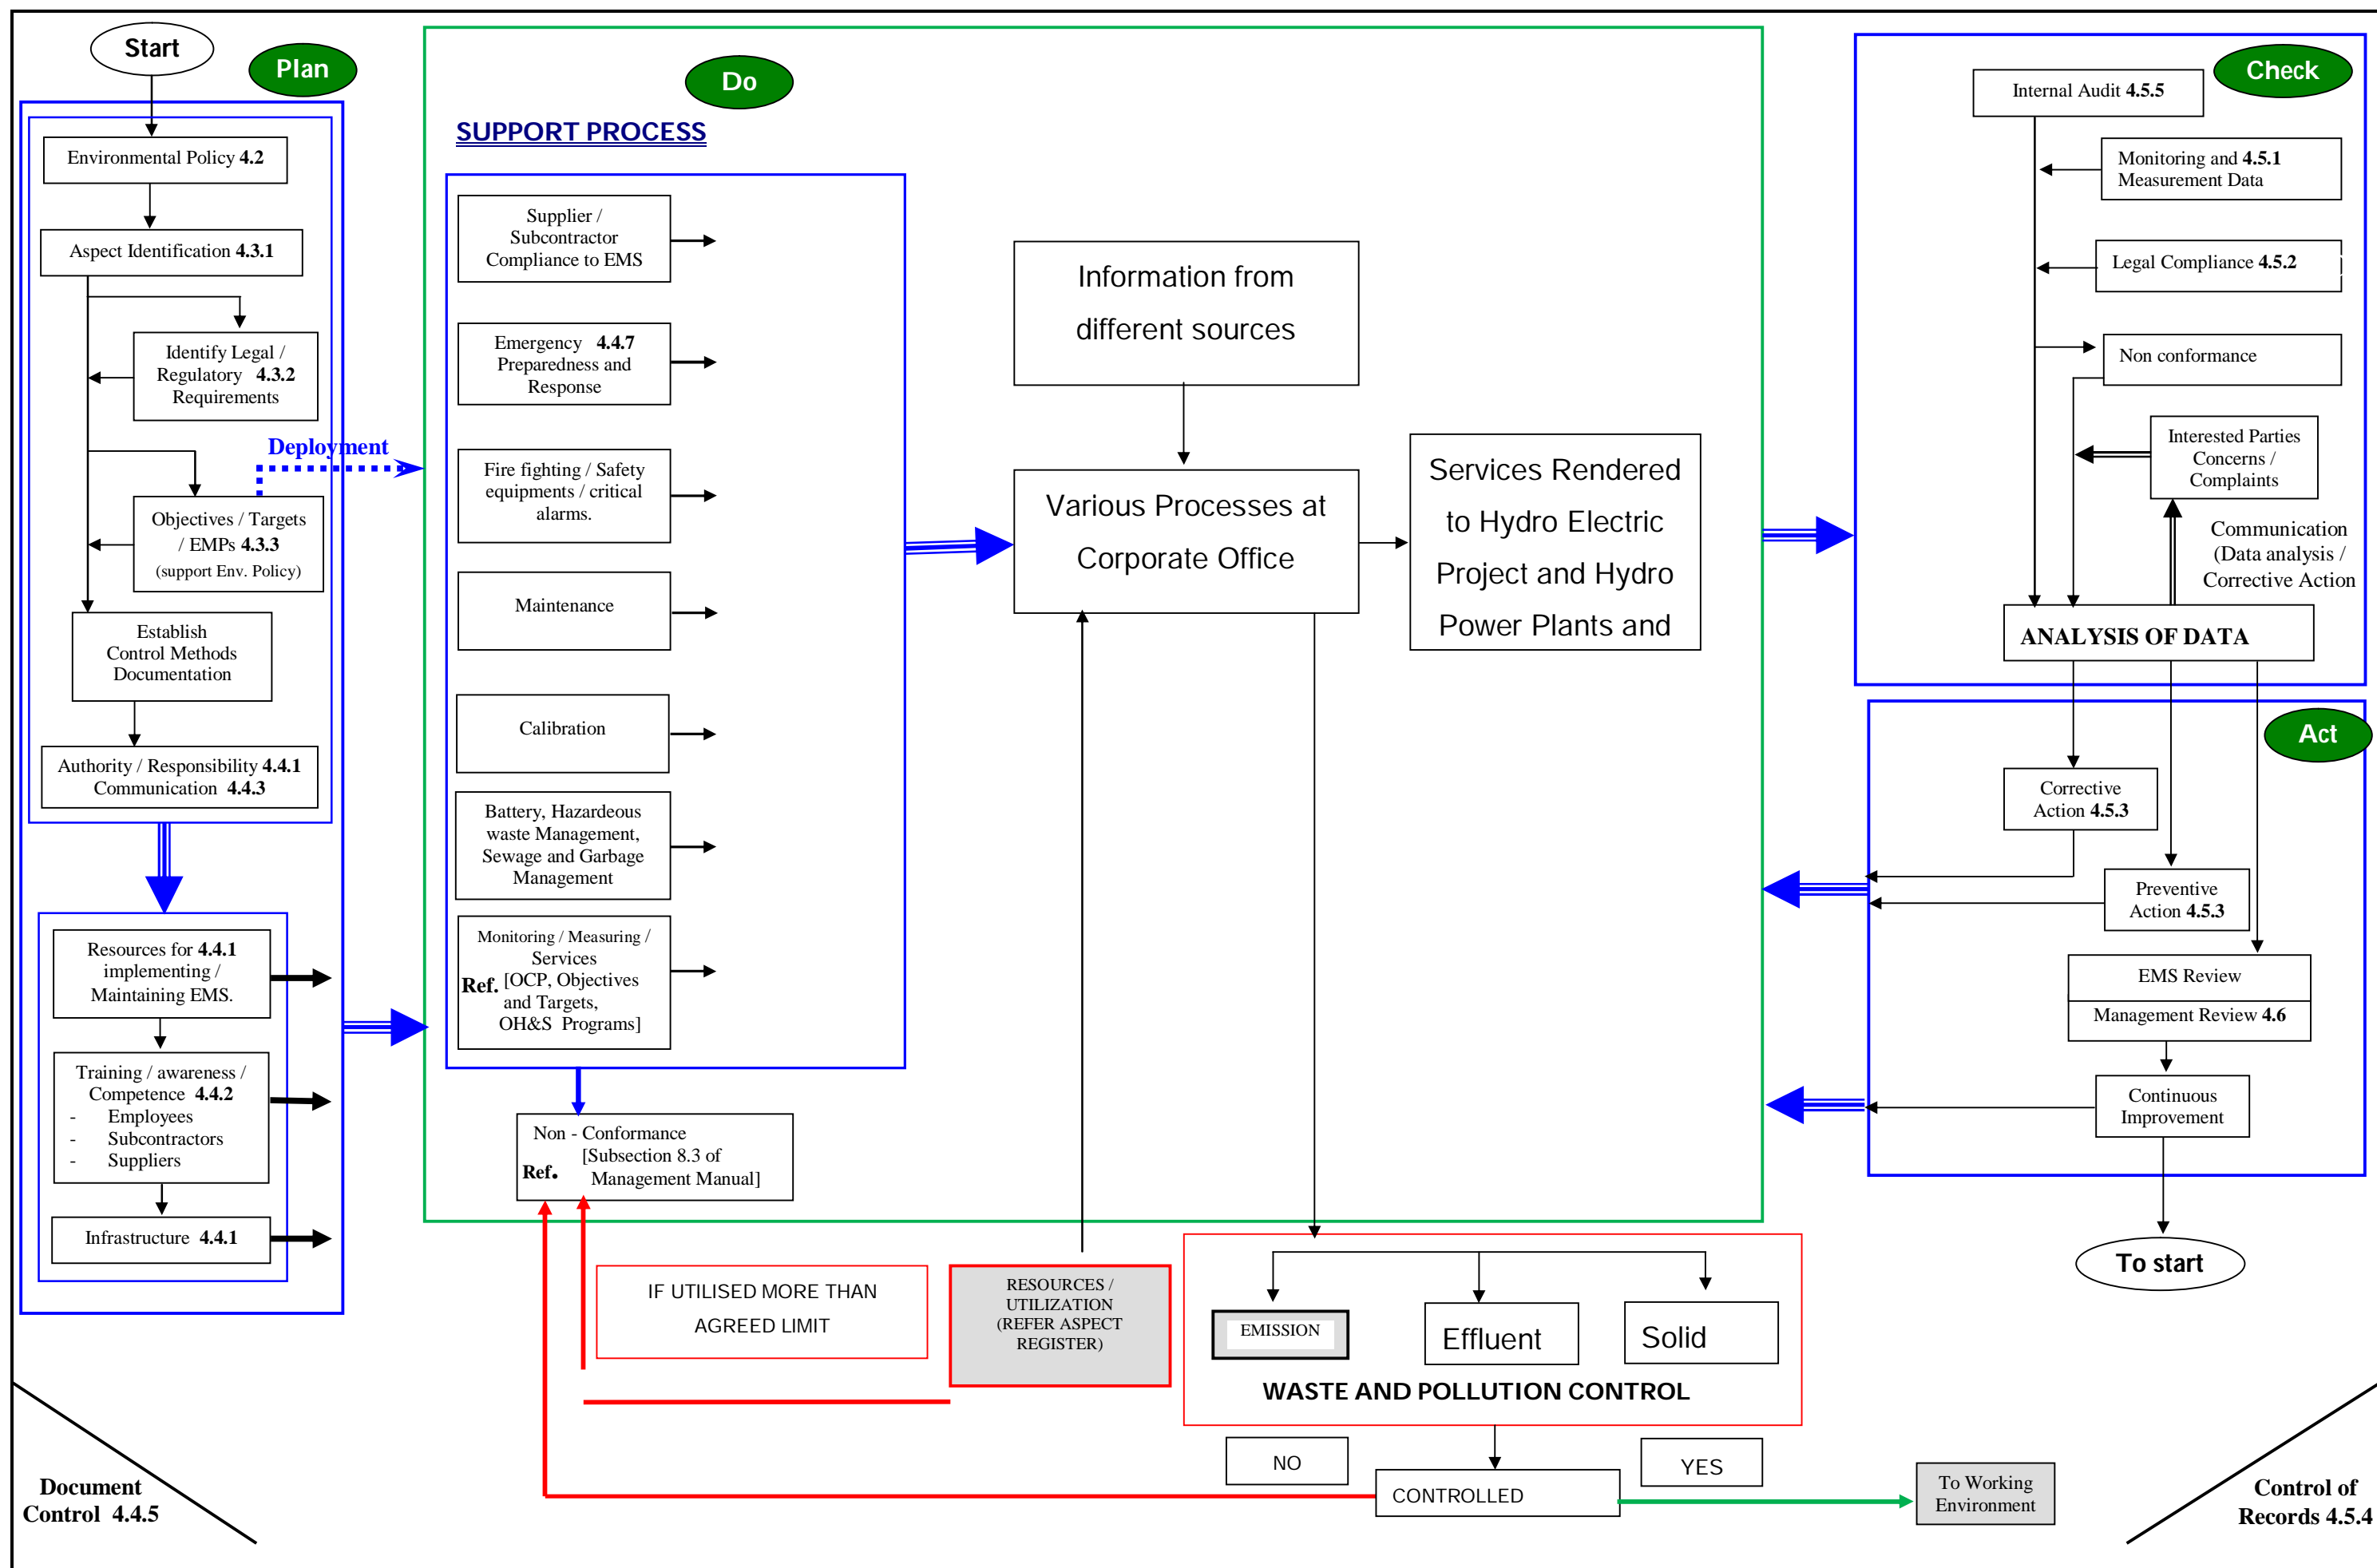 Start
Plan
Environmental Policy 4.2
Aspect Identification 4.3.1
Identify Legal /
Regulatory 4.3.2
Requirements
Deployment
Objectives / Targets
/ EMPs 4.3.3
(support Env. Policy)
Establish
Control Methods
Documentation
Authority / Responsibility 4.4.1
Communication 4.4.3
Resources for 4.4.1
implementing /
Maintaining EMS.
Training / awareness /
Competence 4.4.2
- Employees
- Subcontractors
- Suppliers
Infrastructure 4.4.1
Document
Control 4.4.5
Do
SUPPORT PROCESS
Supplier /
Subcontractor
Compliance to EMS
Emergency 4.4.7
Preparedness and
Response
Fire fighting / Safety
equipments / critical
alarms.
Maintenance
Calibration
Battery, Hazardeous
waste Management,
Sewage and Garbage
Management
Monitoring / Measuring /
Services
Ref. [OCP, Objectives
and Targets,
OH&S Programs]
Non - Conformance
[Subsection 8.3 of
Ref. Management Manual]
Information from
different sources
Various Processes at
Corporate Office
Services Rendered
to Hydro Electric
Project and Hydro
Power Plants and
IF UTILISED MORE THAN
AGREED LIMIT
RESOURCES /
UTILIZATION
(REFER ASPECT
REGISTER)
EMISSION
Effluent
Solid
WASTE AND POLLUTION CONTROL
NO
YES
CONTROLLED
To Working
Environment
Check
Internal Audit 4.5.5
Monitoring and 4.5.1
Measurement Data
Legal Compliance 4.5.2
Non conformance
Interested Parties
Concerns /
Complaints
Communication
(Data analysis /
Corrective Action
ANALYSIS OF DATA
Act
Corrective
Action 4.5.3
Preventive
Action 4.5.3
EMS Review
Management Review 4.6
Continuous
Improvement
To start
Control of
Records 4.5.4